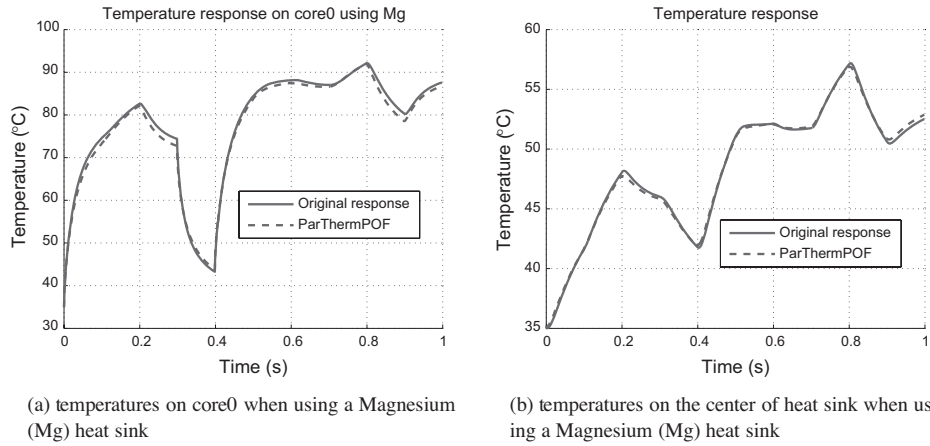 Temperature response on core0 using Mg
100
90
80
70
60
50
40
30
Temperature (°C)
Original response
ParThermPOF
0
0.2
0.4
0.6
0.8
1
Time (s)
(a) temperatures on core0 when using a Magnesium
(Mg) heat sink
Temperature response
60
55
50
45
40
35
Temperature (°C)
Original response
ParThermPOF
0
0.2
0.4
0.6
0.8
1
Time (s)
(b) temperatures on the center of heat sink when us-
ing a Magnesium (Mg) heat sink